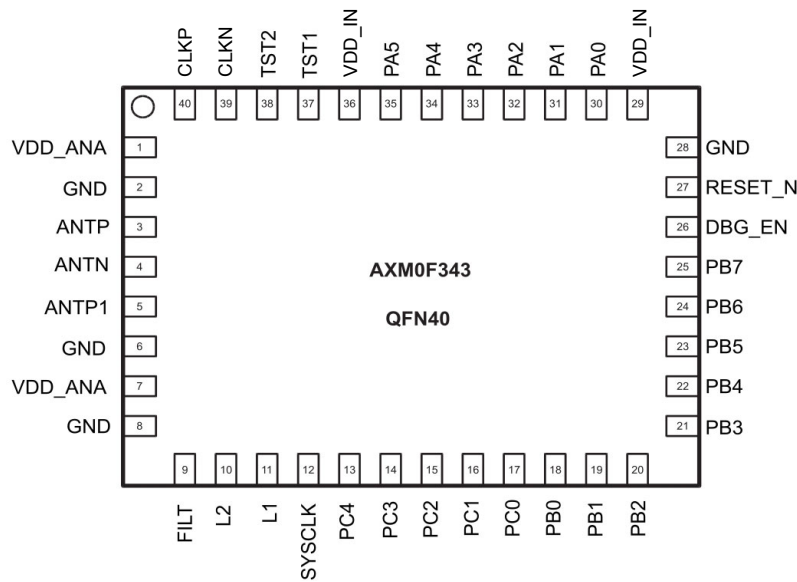 CLKP CLKN TST2 TST1 VDD_IN PA5 PA4 PA3 PA2 PA1 PA0 VDD_IN
40 39 38 37 36 35 34 33 32 31 30 29
VDD_ANA 1 28 GND
GND 2 27 RESET_N
ANTP 3 26 DBG_EN
ANTN 4 25 PB7
AXM0F343
ANTP1 5 24 PB6
QFN40
GND 6 23 PB5
VDD_ANA 7 22 PB4
GND 8 21 PB3
9 10 11 12 13 14 15 16 17 18 19 20
FILT L2 L1 SYSCLK PC4 PC3 PC2 PC1 PC0 PB0 PB1 PB2